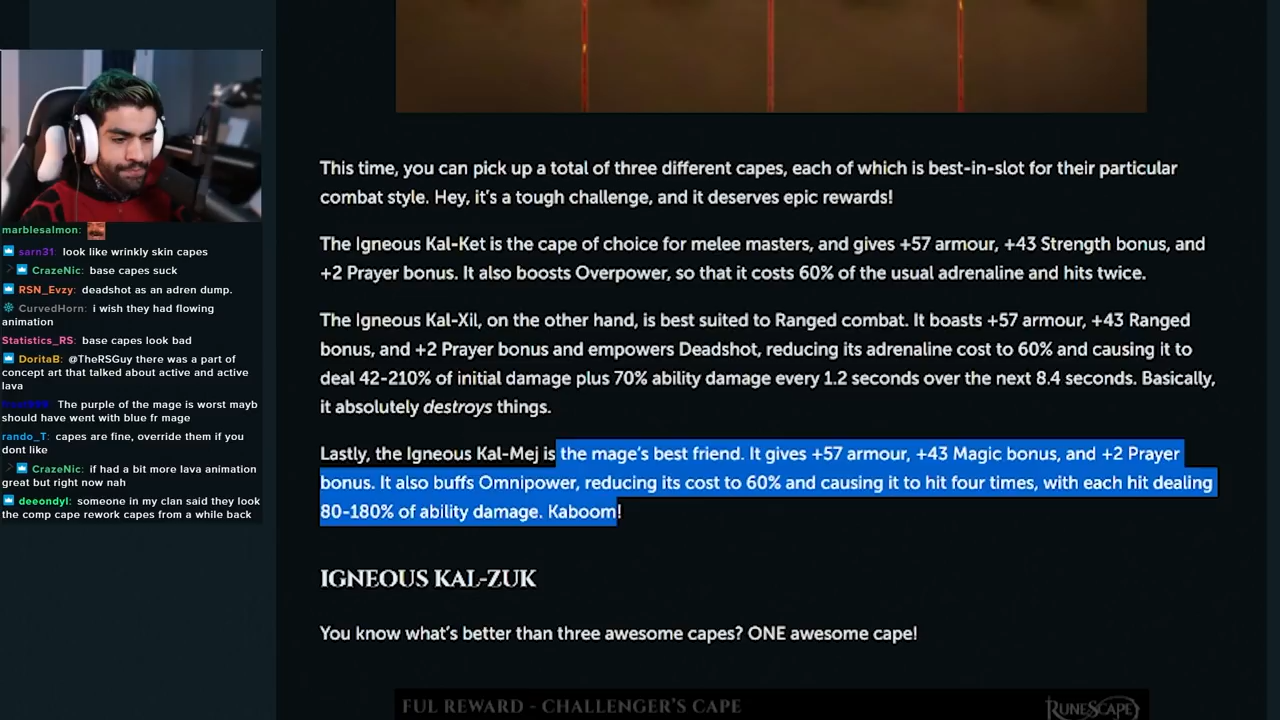 marblesalmon:
sarn31: look like wrinkly skin capes
CrazeNic: base capes suck
RSN_Evzy: deadshot as an adren dump.
CurvedHorn: i wish they had flowing
animation
Statistics_RS: base capes look bad
DoritaB: @TheRSGuy there was a part of
concept art that talked about active and active
lava
The purple of the mage is worst mayb
should have went with blue fr mage
rando_T: capes are fine, override them if you
dont like
CrazeNic: if had a bit more lava animation
great but right now nah
deeondyl: someone in my clan said they look
the comp cape rework capes from a while back
This time, you can pick up a total of three different capes, each of which is best-in-slot for their particular
combat style. Hey, it's a tough challenge, and it deserves epic rewards!
The Igneous Kal-Ket is the cape of choice for melee masters, and gives +57 armour, +43 Strength bonus, and
+2 Prayer bonus. It also boosts Overpower, so that it costs 60% of the usual adrenaline and hits twice.
The Igneous Kal-Xil, on the other hand, is best suited to Ranged combat. It boasts +57 armour, +43 Ranged
bonus, and +2 Prayer bonus and empowers Deadshot, reducing its adrenaline cost to 60% and causing it to
deal 42-210% of initial damage plus 70% ability damage every 1.2 seconds over the next 8.4 seconds. Basically,
it absolutely destroys things.
Lastly, the Igneous Kal-Mej is the mage's best friend. It gives +57 armour, +43 Magic bonus, and +2 Prayer
bonus. It also buffs Omnipower, reducing its cost to 60% and causing it to hit four times, with each hit dealing
80-180% of ability damage. Kaboom!
IGNEOUS KAL-ZUK
You know what's better than three awesome capes? ONE awesome cape!
FUL REWARD - CHALLENGER'S CAPE
RUNESCAPE